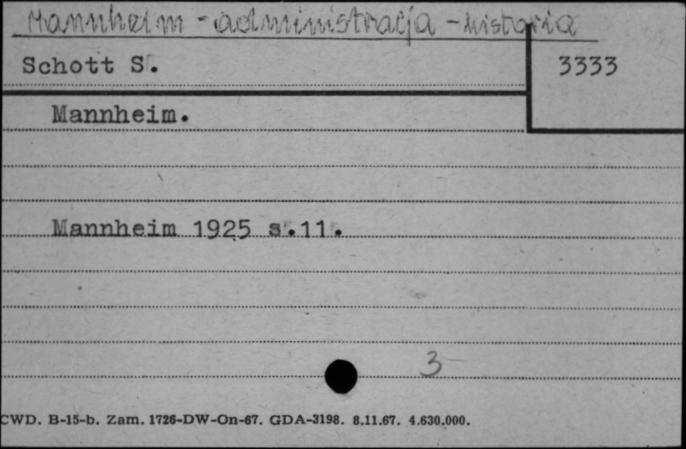 Mannheim - administracja - historia
Schott S.
3333
Mannheim.
Mannheim 1925 s.11.
3
CWD. B-15-b. Zam. 1726-DW-On-67. GDA-3198. 8.11.67. 4.630.000.